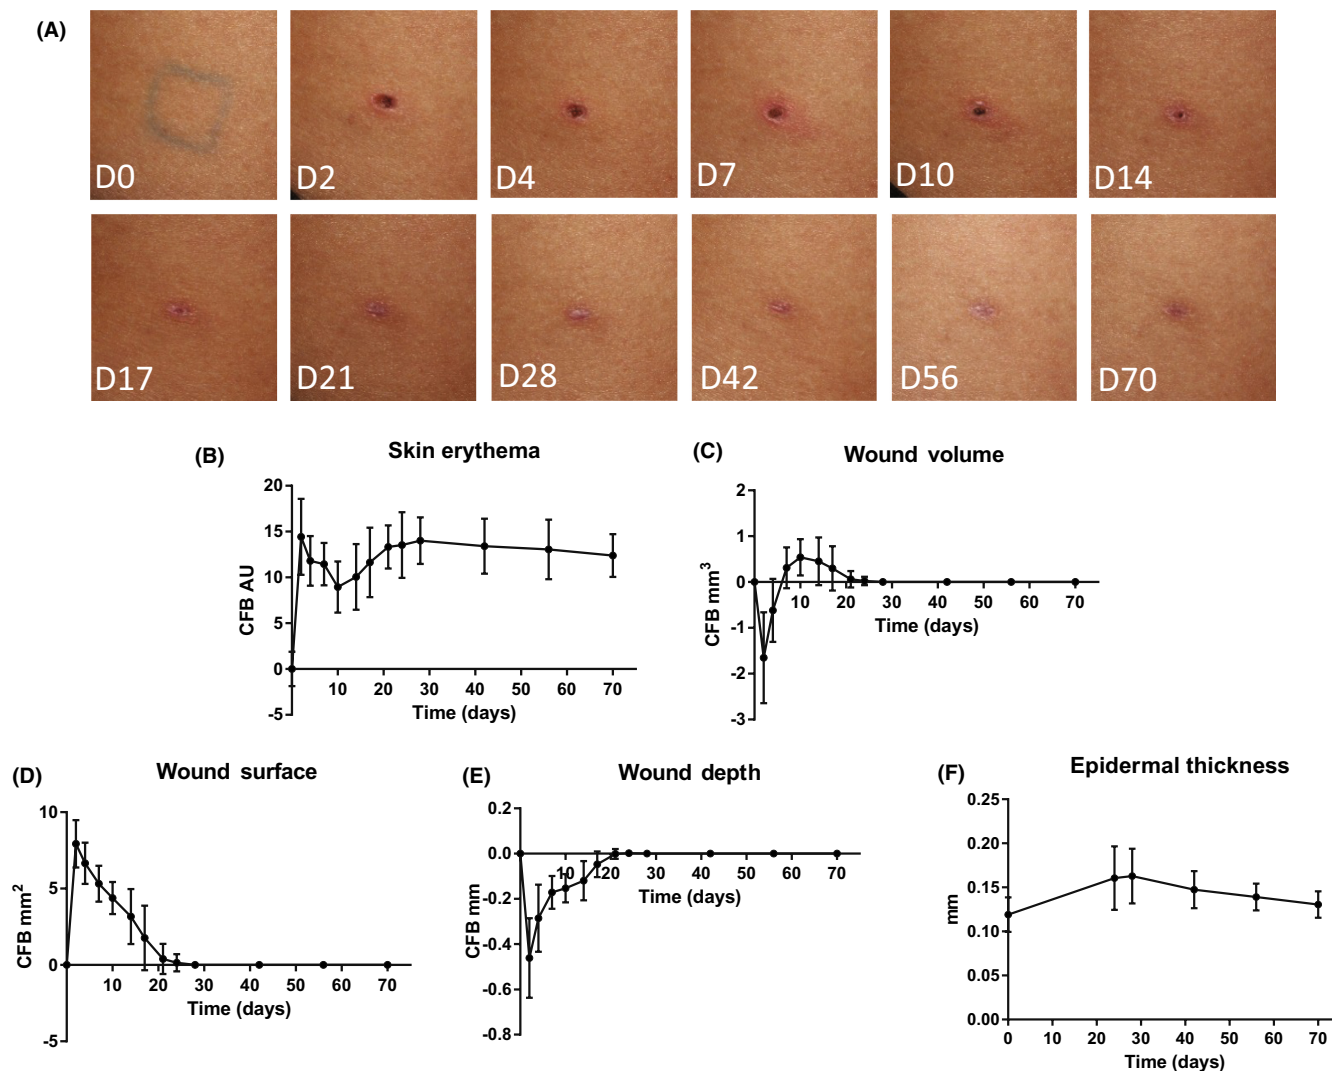 (A)
D0 D2 D4 D7 D10 D14
D17 D21 D28 D42 D56 D70
(B) Skin erythema
20
15
10
5
0
-5
CFB AU
10 20 30 40 50 60 70
Time (days)
(C) Wound volume
2
1
0
-1
-2
-3
CFB mm³
10 20 30 40 50 60 70
Time (days)
(D) Wound surface
10
5
0
-5
CFB mm²
10 20 30 40 50 60 70
Time (days)
(E) Wound depth
0.2
0.0
-0.2
-0.4
-0.6
-0.8
CFB mm
10 20 30 40 50 60 70
Time (days)
(F) Epidermal thickness
0.25
0.20
0.15
0.10
0.05
0.00
mm
0 10 20 30 40 50 60 70
Time (days)